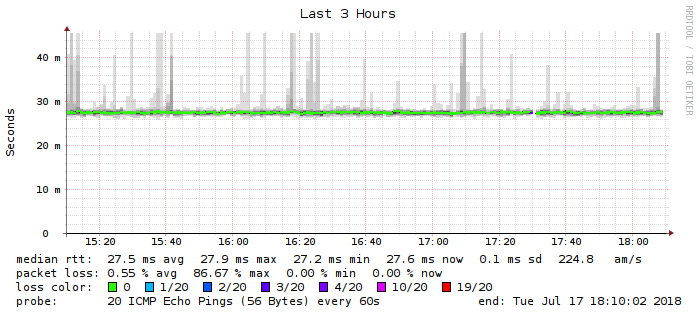 Last 3 Hours
RRDTOOL / TOBI OETIKER
Seconds
40 m
30 m
20 m
10 m
0
15:20 15:40 16:00 16:20 16:40 17:00 17:20 17:40 18:00
median rtt: 27.5 ms avg 27.9 ms max 27.2 ms min 27.6 ms now 0.1 ms sd 224.8 am/s
packet loss: 0.55 % avg 86.67 % max 0.00 % min 0.00 % now
loss color: 0 1/20 2/20 3/20 4/20 10/20 19/20
probe: 20 ICMP Echo Pings (56 Bytes) every 60s end: Tue Jul 17 18:10:02 2018